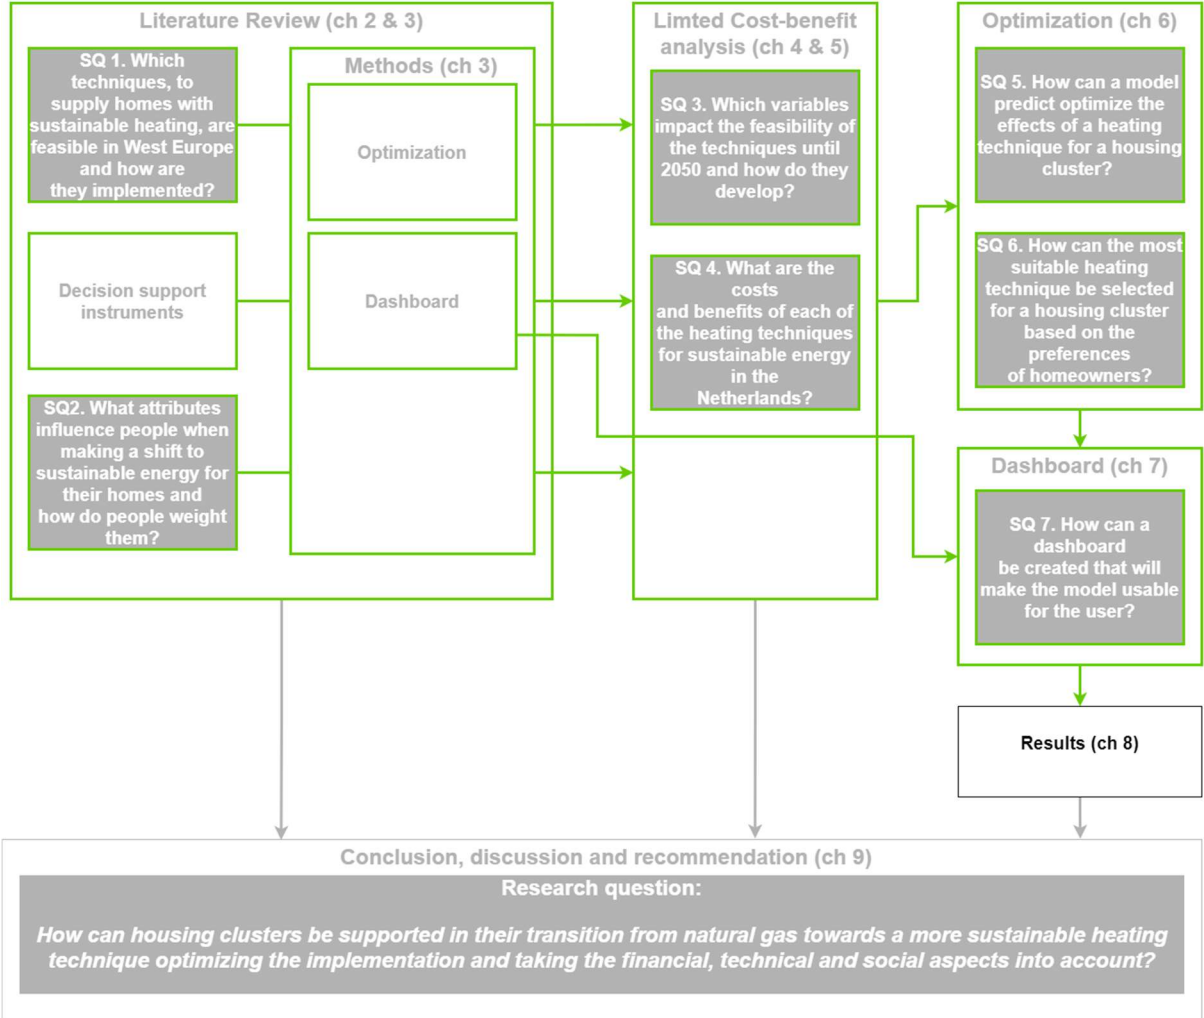 Literature Review (ch 2 & 3)
SQ 1. Which
techniques, to
supply homes with
sustainable heating, are
feasible in West Europe
and how are
they implemented?
Decision support
instruments
SQ2. What attributes
influence people when
making a shift to
sustainable energy for
their homes and
how do people weight
them?
Methods (ch 3)
Optimization
Dashboard
Limted Cost-benefit
analysis (ch 4 & 5)
SQ 3. Which variables
impact the feasibility of
the techniques until
2050 and how do they
develop?
SQ 4. What are the
costs
and benefits of each of
the heating techniques
for sustainable energy
in the
Netherlands?
Optimization (ch 6)
SQ 5. How can a model
predict optimize the
effects of a heating
technique for a housing
cluster?
SQ 6. How can the most
suitable heating
technique be selected
for a housing cluster
based on the
preferences
of homeowners?
Dashboard (ch 7)
SQ 7. How can a
dashboard
be created that will
make the model usable
for the user?
Results (ch 8)
Conclusion, discussion and recommendation (ch 9)
Research question:
How can housing clusters be supported in their transition from natural gas towards a more sustainable heating
technique optimizing the implementation and taking the financial, technical and social aspects into account?